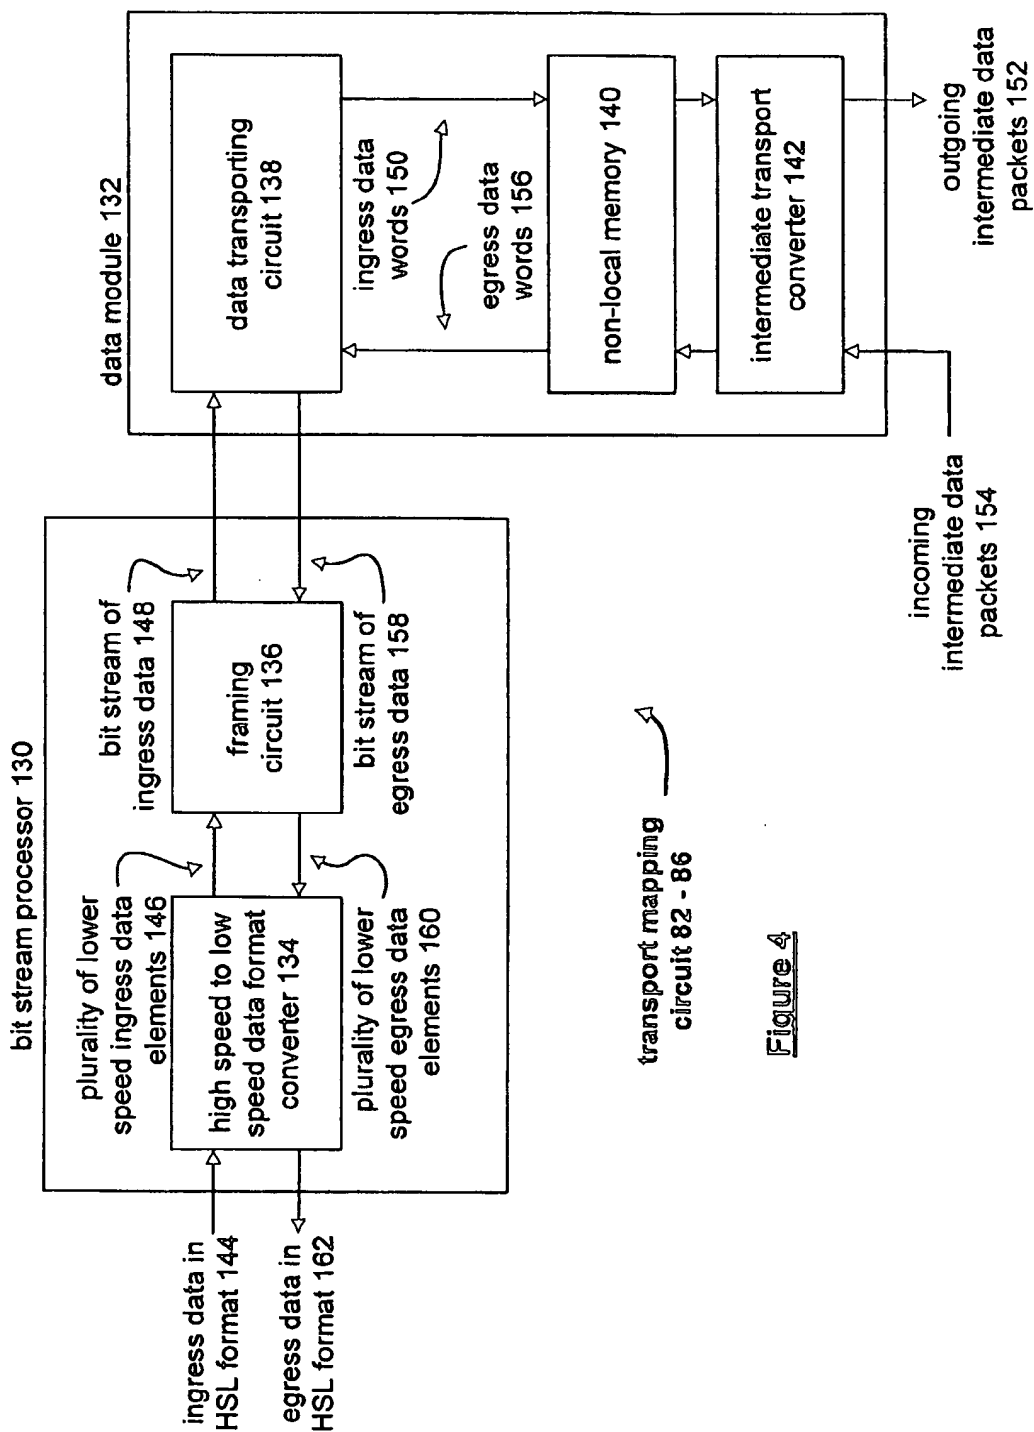 bit stream processor 130
data module 132
plurality of lower
speed ingress data
elements 146
bit stream of
ingress data 148
ingress data in
HSL format 144
high speed to low
speed data format
converter 134
framing
circuit 136
data transporting
circuit 138
egress data in
HSL format 162
plurality of lower
speed egress data
elements 160
bit stream of
egress data 158
ingress data
words 150
egress data
words 156
non-local memory 140
intermediate transport
converter 142
incoming
intermediate data
packets 154
outgoing
intermediate data
packets 152
transport mapping
circuit 82 - 86
Figure 4